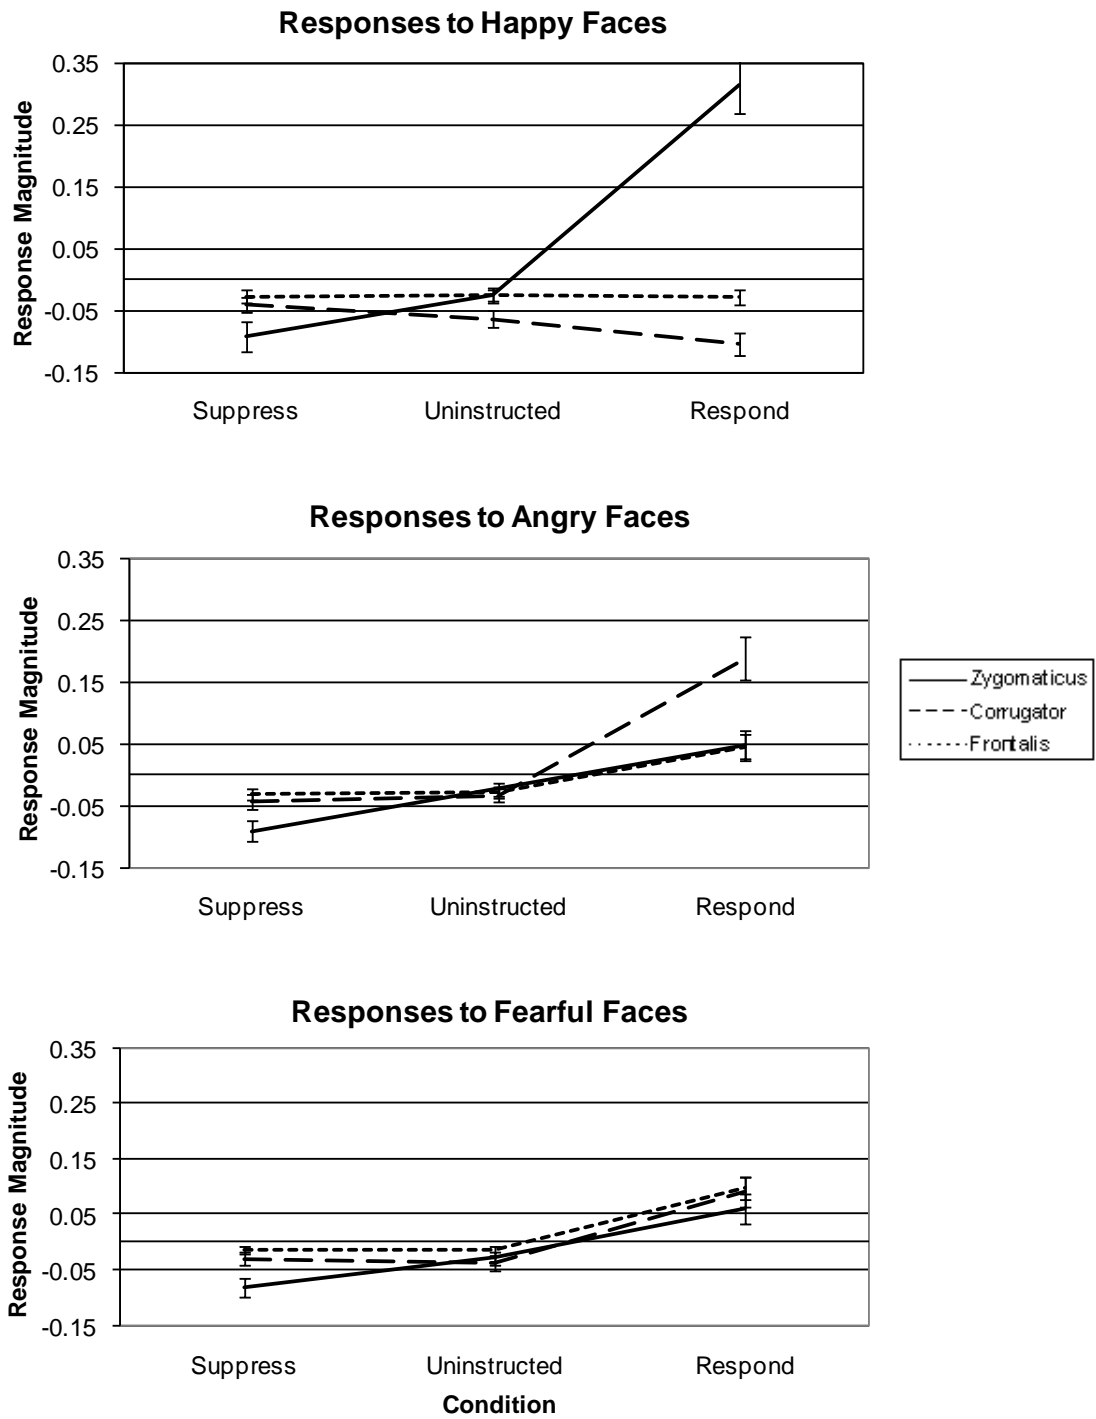 Responses to Happy Faces
Response Magnitude
0.35
0.25
0.15
0.05
-0.05
-0.15
Suppress Uninstructed Respond
Responses to Angry Faces
Response Magnitude
0.35
0.25
0.15
0.05
-0.05
-0.15
Suppress Uninstructed Respond
Zygomaticus
Corrugator
Frontalis
Responses to Fearful Faces
Response Magnitude
0.35
0.25
0.15
0.05
-0.05
-0.15
Suppress Uninstructed Respond
Condition